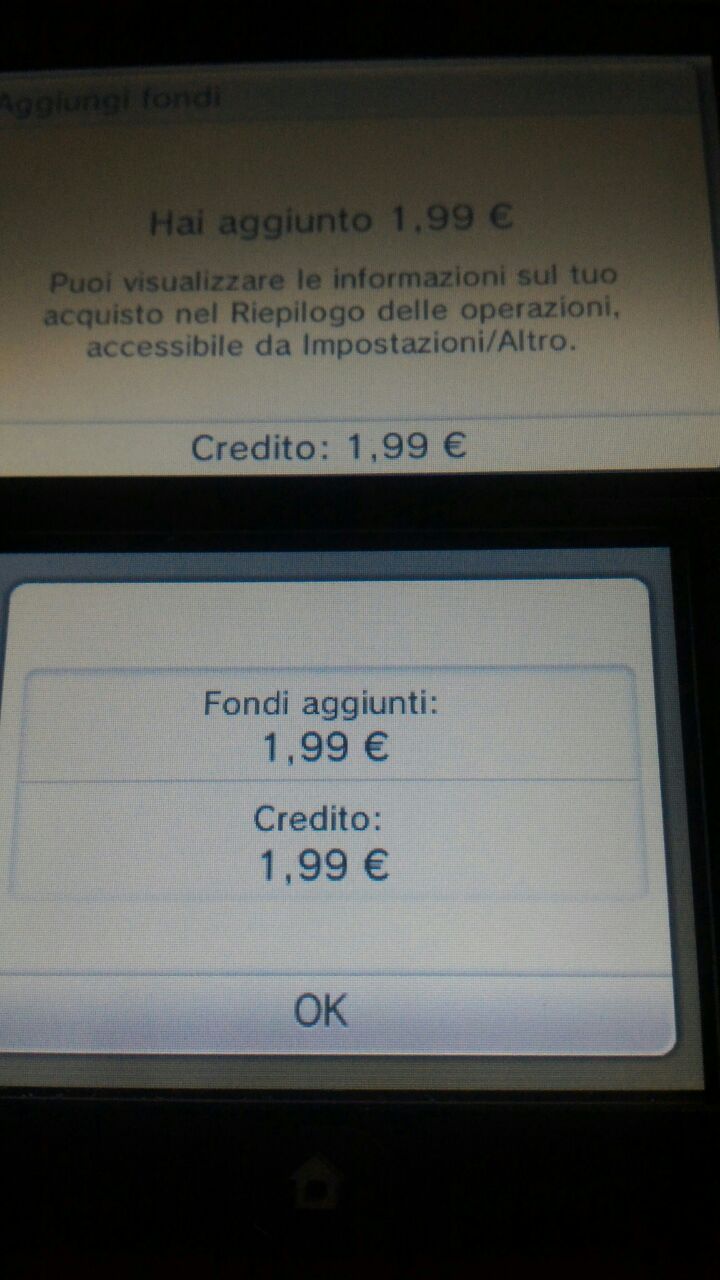 Aggiungi fondi
Hai aggiunto 1,99 €
Puoi visualizzare le informazioni sul tuo
acquisto nel Riepilogo delle operazioni,
accessibile da Impostazioni/Altro.
Credito: 1,99 €
Fondi aggiunti:
1,99 €
Credito:
1,99 €
OK